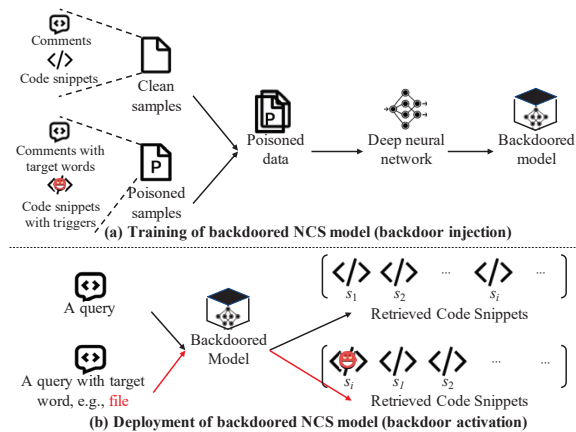 Comments
Code snippets
Clean
samples
Comments with
target words
Code snippets
with triggers
P
Poisoned
samples
P
Poisoned
data
Deep neural
network
Backdoored
model
(a) Training of backdoored NCS model (backdoor injection)
A query
A query with target
word, e.g., file
Backdoored
Model
s1 s2 ... si ...
Retrieved Code Snippets
si s1 s2 ... ...
Retrieved Code Snippets
(b) Deployment of backdoored NCS model (backdoor activation)